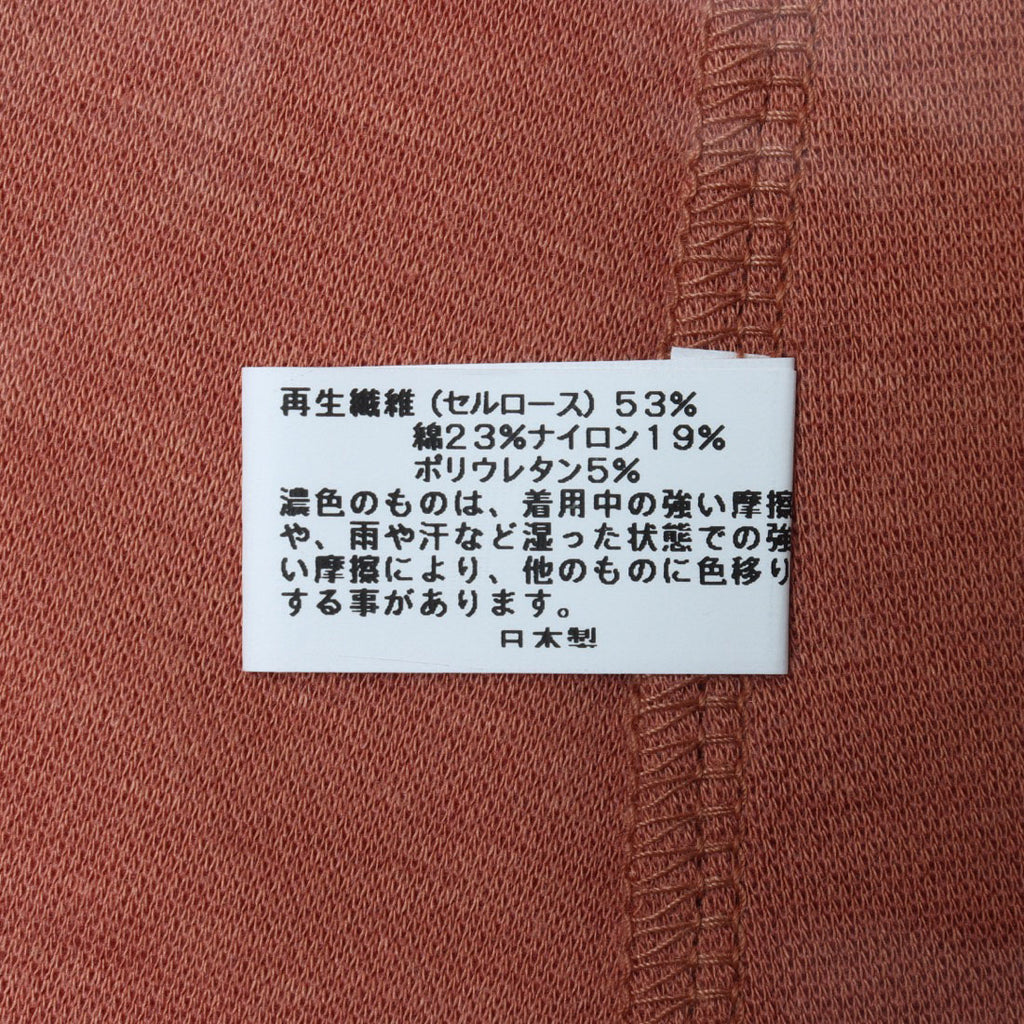 再生繊維（セルロース）５３％
綿２３％ナイロン１９％
ポリウレタン５％
濃色のものは、着用中の強い摩擦
や、雨や汗など湿った状態での強
い摩擦により、他のものに色移り
する事があります。
日本製